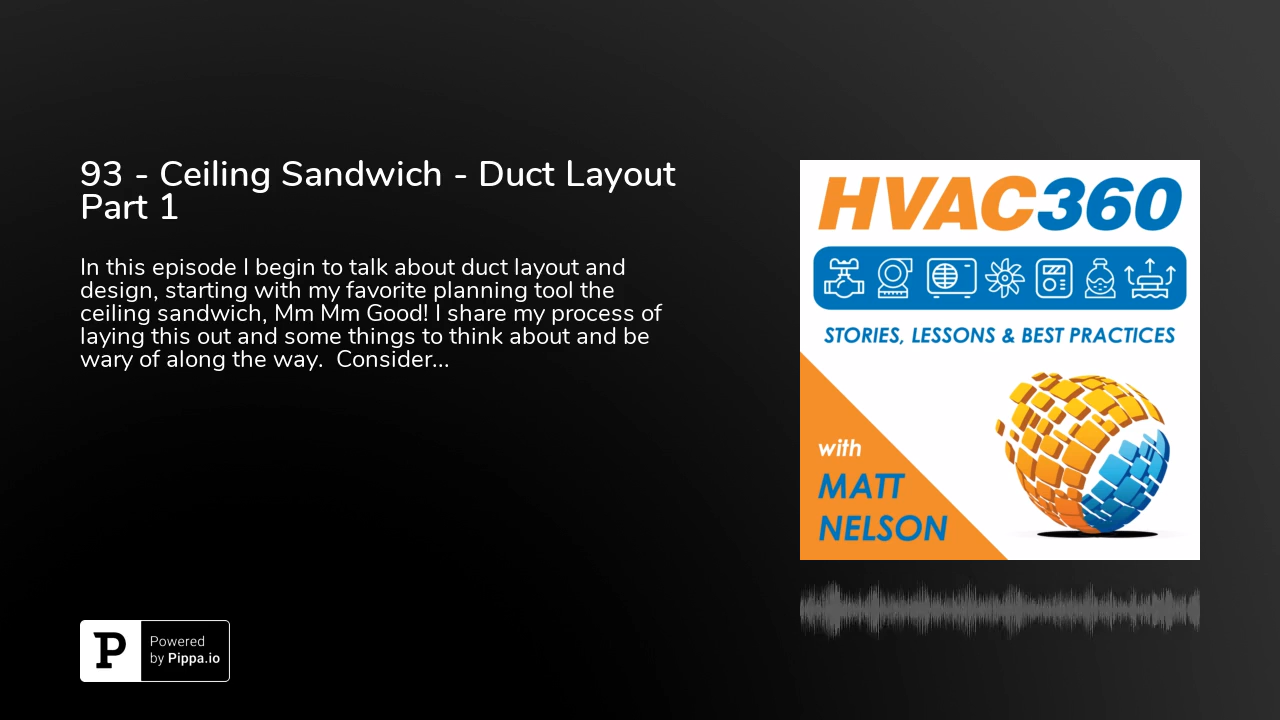 93 - Ceiling Sandwich - Duct Layout
Part 1
In this episode I begin to talk about duct layout and
design, starting with my favorite planning tool the
ceiling sandwich, Mm Mm Good! I share my process of
laying this out and some things to think about and be
wary of along the way.  Consider...
HVAC360
STORIES, LESSONS & BEST PRACTICES
with
MATT
NELSON
P
Powered
by Pippa.io